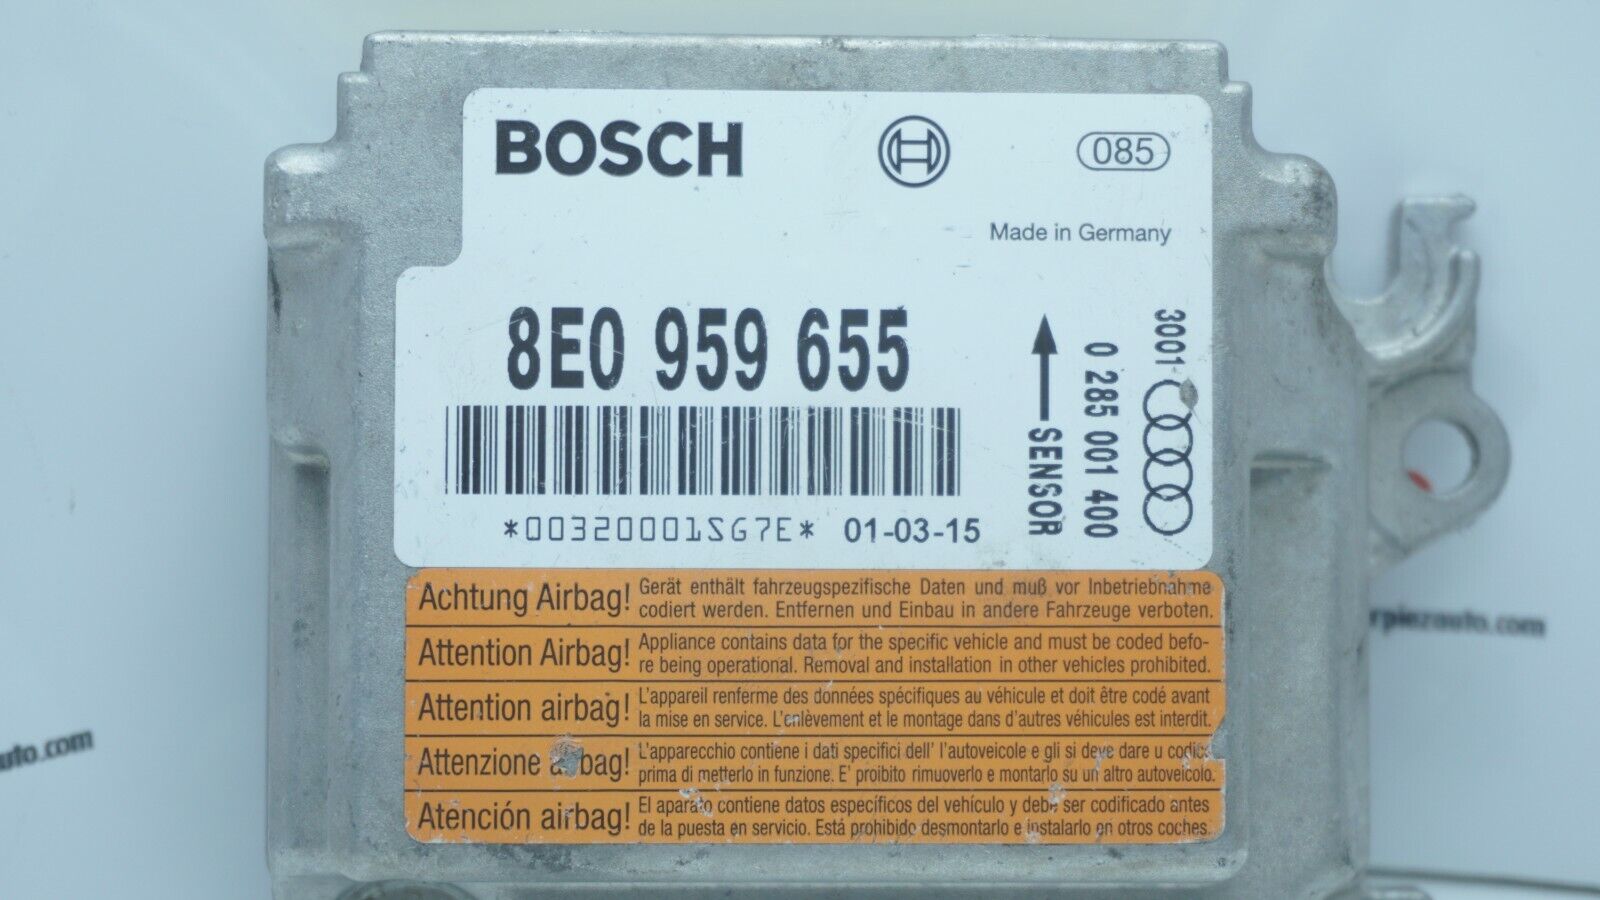 BOSCH
085
Made in Germany
8E0 959 655
*00320001SG7E* 01-03-15
SENSOR
0 285 001 400
3001
Achtung Airbag! Gerät enthält fahrzeugspezifische Daten und muß vor Inbetriebnahme
codiert werden. Entfernen und Einbau in andere Fahrzeuge verboten.
Attention Airbag! Appliance contains data for the specific vehicle and must be coded befo-
re being operational. Removal and installation in other vehicles prohibited.
Attention airbag! L'appareil renferme des données spécifiques au véhicule et doit être codé avant
la mise en service. L'enlèvement et le montage dans d'autres véhicules est interdit.
Attenzione airbag! L'apparecchio contiene i dati specifici dell' l'autoveicole e gli si deve dare u codice
prima di metterlo in funzione. E' proibito rimuoverlo e montarlo su un altro autoveicolo.
Atención airbag! El aparato contiene datos específicos del vehículo y debe ser codificado antes
de la puesta en servicio. Está prohibido desmontarlo e instalarlo en otros coches.
rpiezauto.com
uto.com